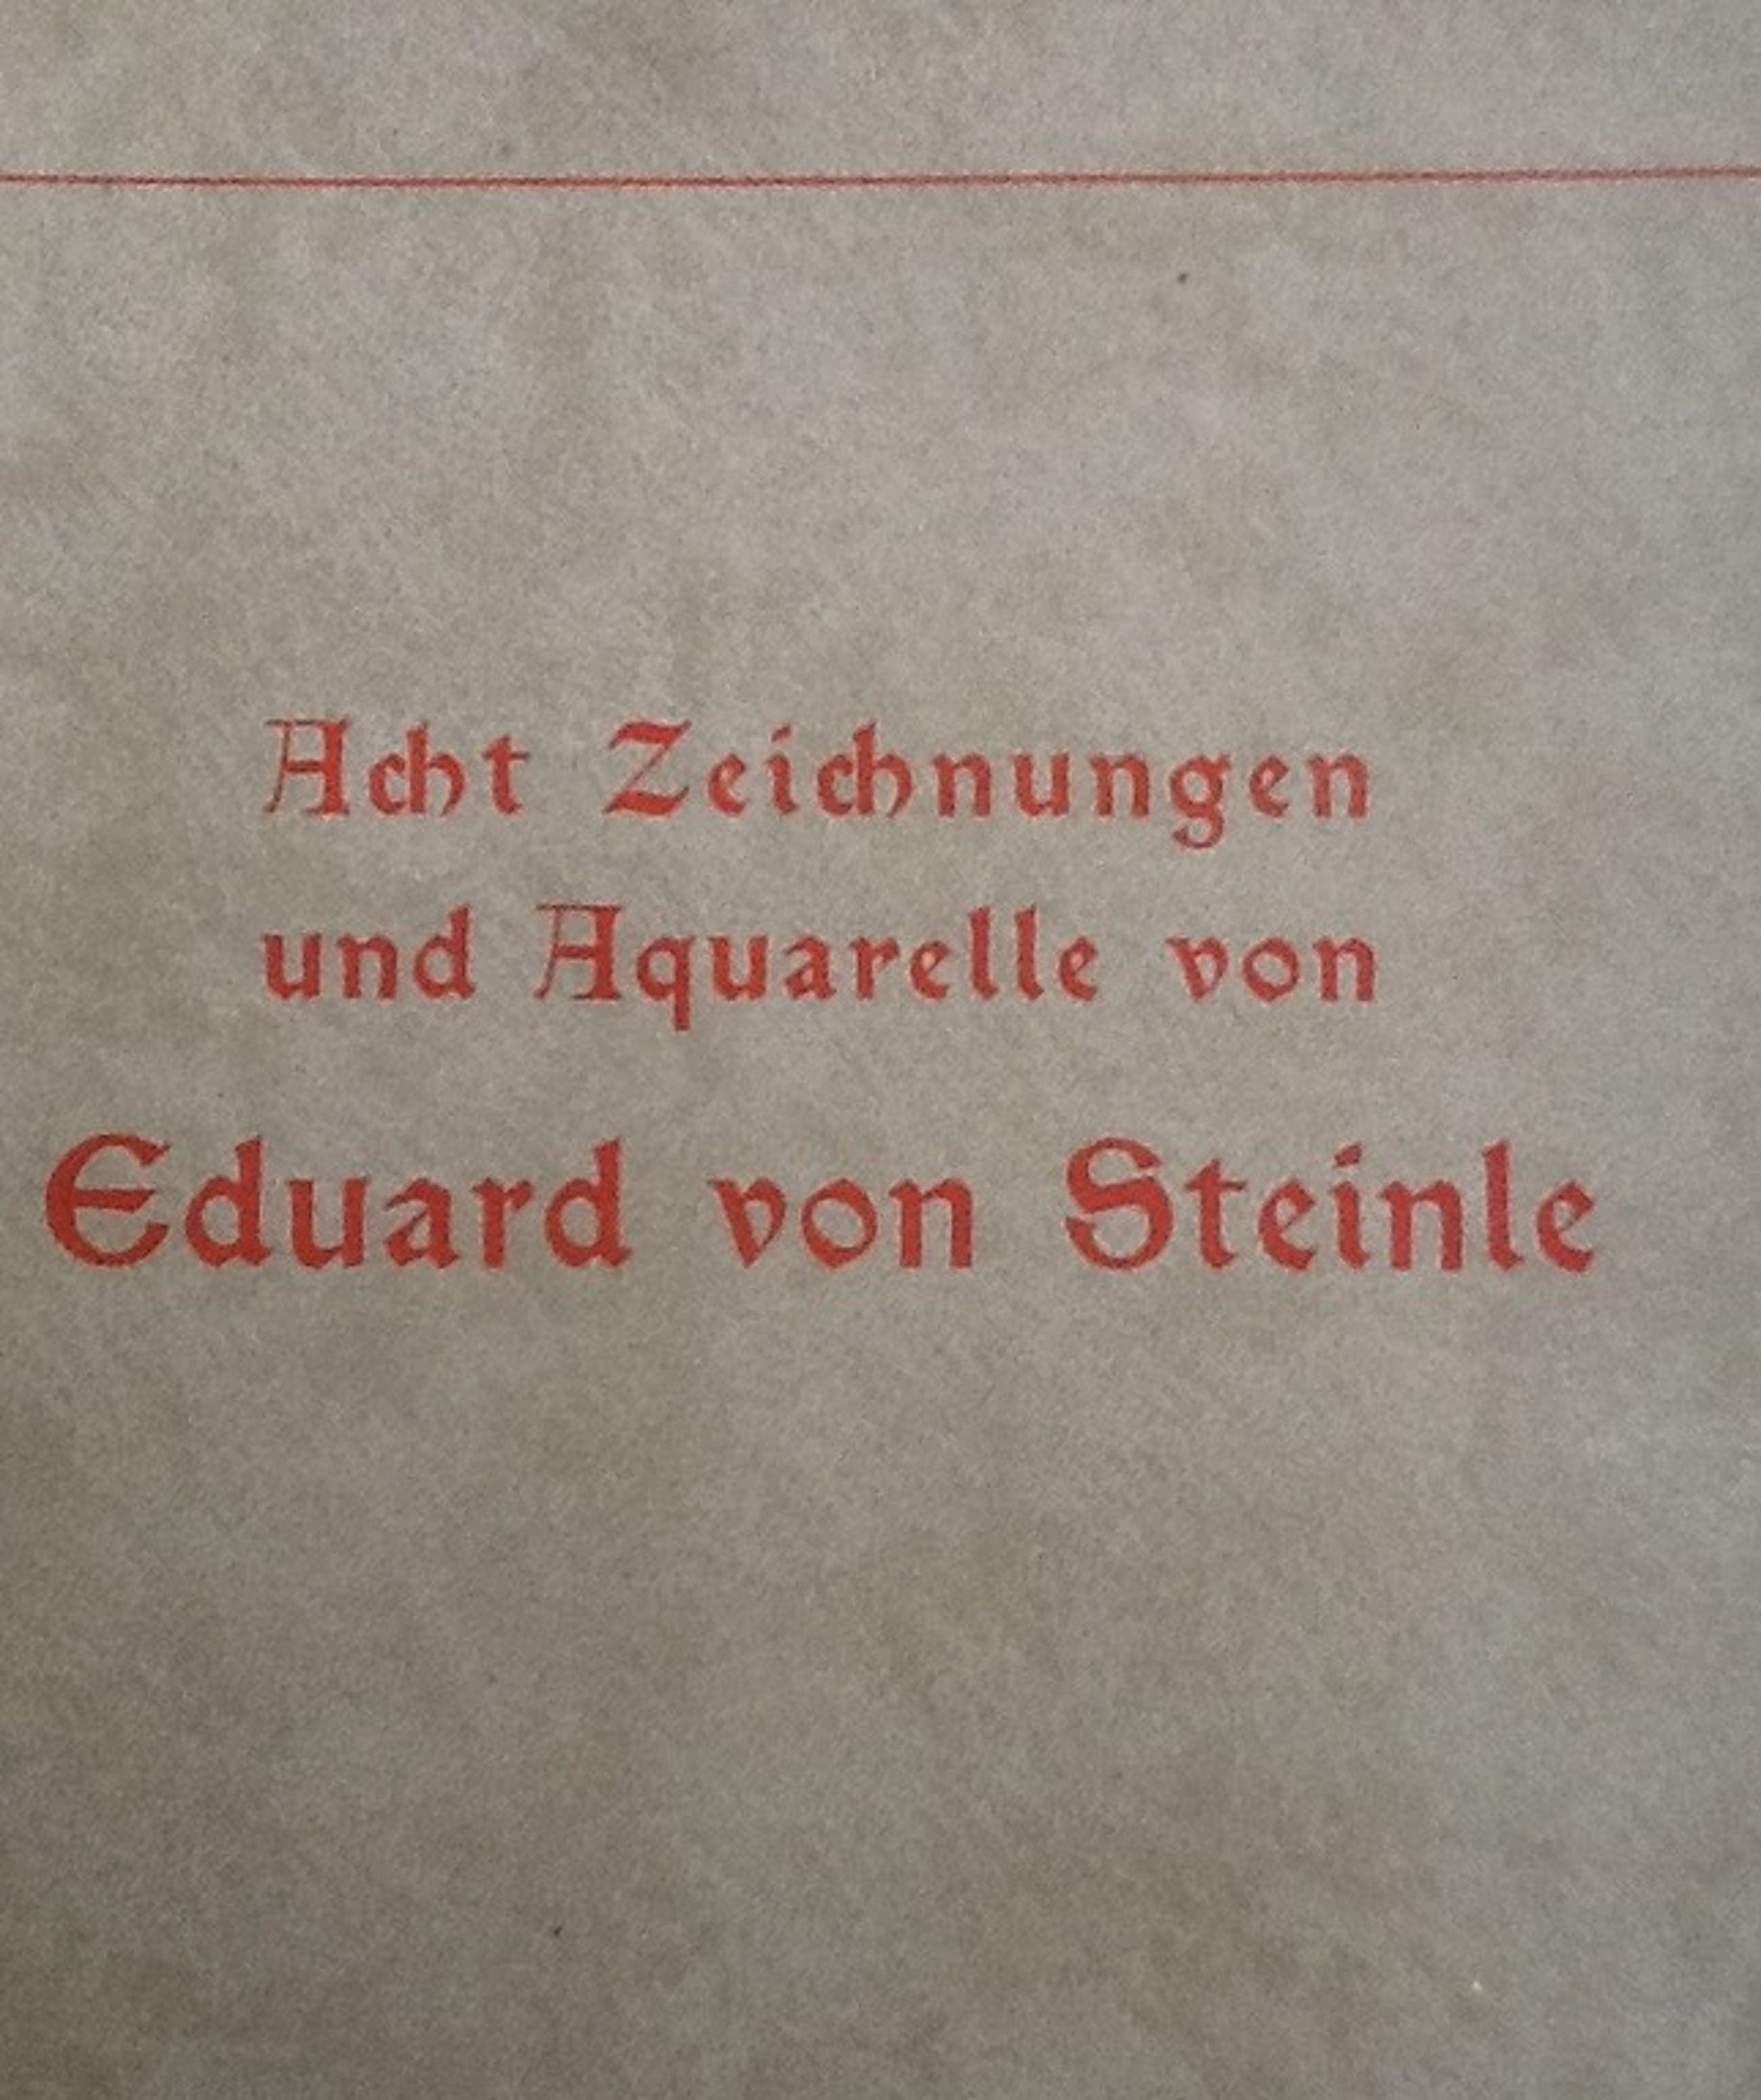 Acht Zeichnungen
und Aquarelle von
Eduard von Steinle